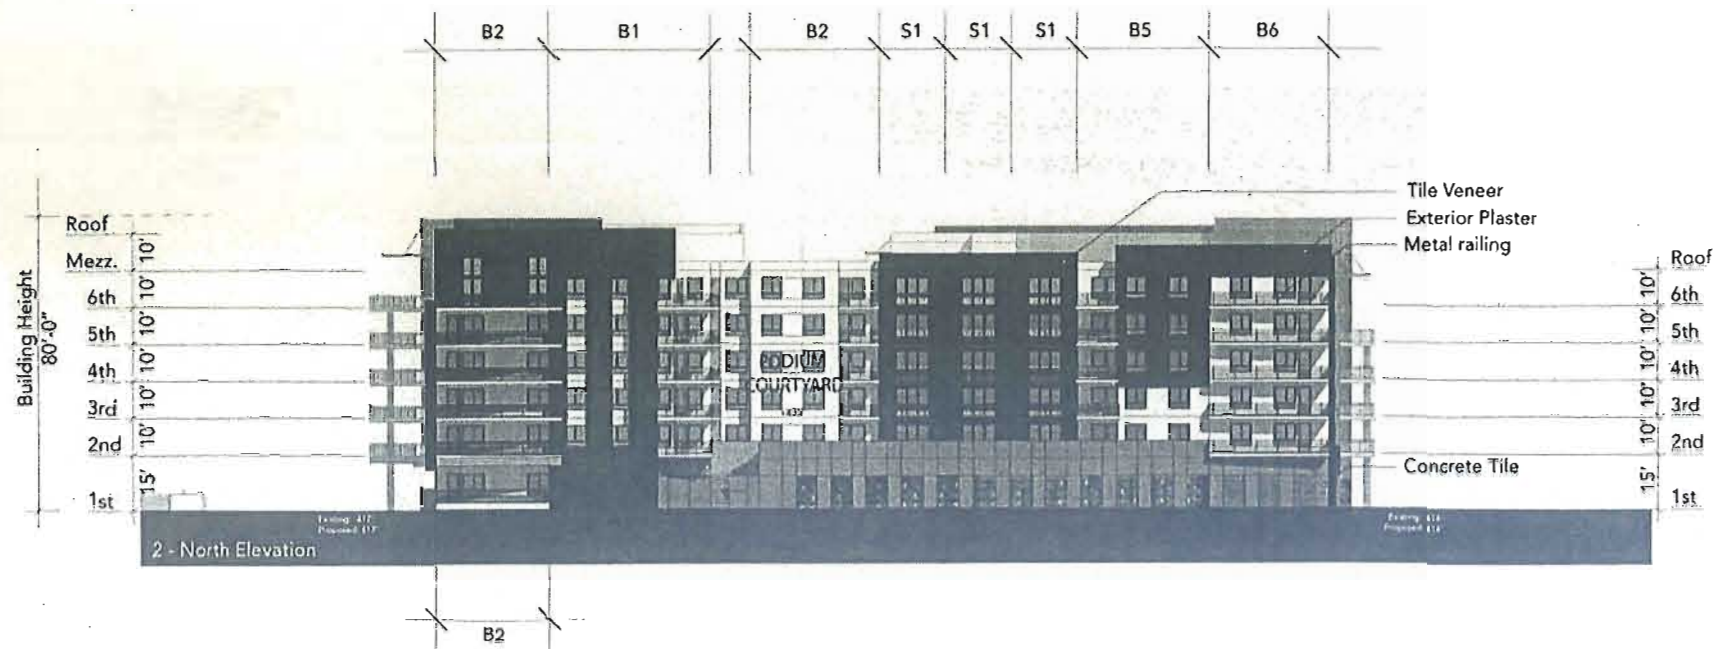 B2 B1 B2 S1 S1 S1 B5 B6
Tile Veneer
Exterior Plaster
Metal railing
Concrete Tile
Building Height
80'-0"
Roof
Mezz.
6th
5th
4th
3rd
2nd
1st
10'
10'
10'
10'
10'
10'
15'
PODIUM
COURTYARD
Roof
6th
5th
4th
3rd
2nd
1st
10'
10'
10'
10'
10'
15'
2 - North Elevation
B2